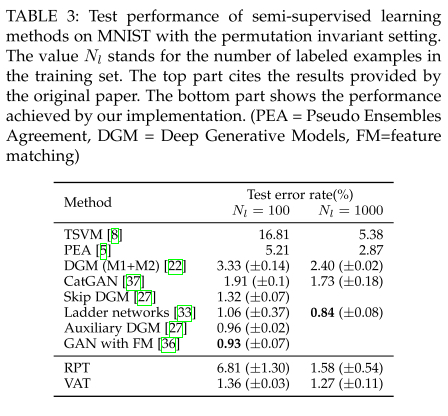 TABLE 3: Test performance of semi-supervised learning
methods on MNIST with the permutation invariant setting.
The value Nl stands for the number of labeled examples in
the training set. The top part cites the results provided by
the original paper. The bottom part shows the performance
achieved by our implementation. (PEA = Pseudo Ensembles
Agreement, DGM = Deep Generative Models, FM=feature
matching)
Method Test error rate(%)
Nl = 100 Nl = 1000
TSVM [8] 16.81 5.38
PEA [5] 5.21 2.87
DGM (M1+M2) [22] 3.33 (±0.14) 2.40 (±0.02)
CatGAN [37] 1.91 (±0.1) 1.73 (±0.18)
Skip DGM [27] 1.32 (±0.07)
Ladder networks [33] 1.06 (±0.37) 0.84 (±0.08)
Auxiliary DGM [27] 0.96 (±0.02)
GAN with FM [36] 0.93 (±0.07)
RPT 6.81 (±1.30) 1.58 (±0.54)
VAT 1.36 (±0.03) 1.27 (±0.11)